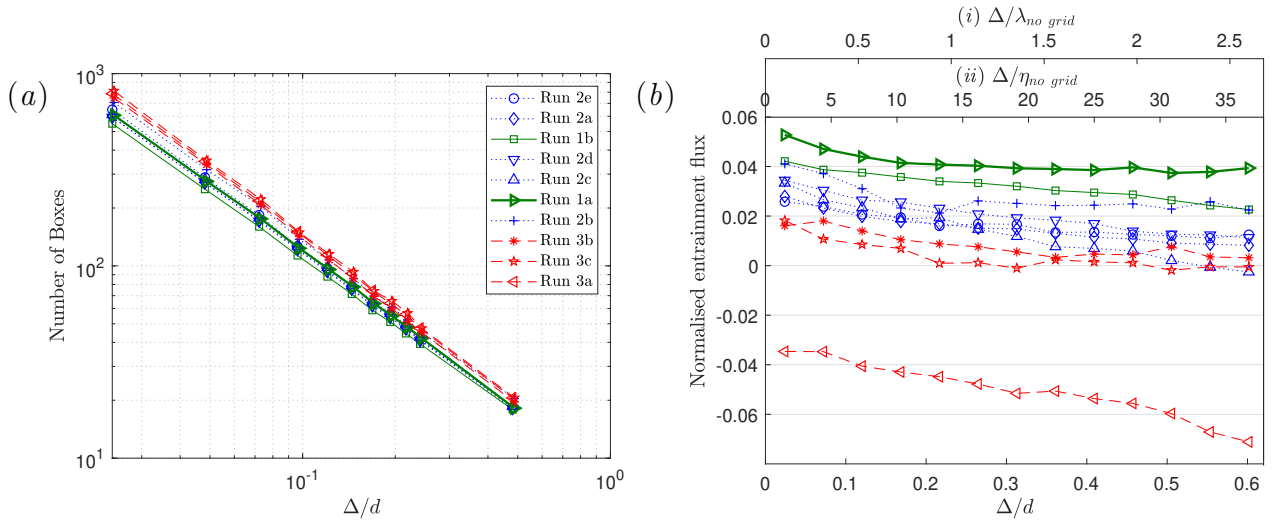 (a)
Number of Boxes
10^3
10^2
10^1
10^-1
10^0
Δ/d
Run 2e
Run 2a
Run 1b
Run 2d
Run 2c
Run 1a
Run 2b
Run 3b
Run 3c
Run 3a
(b)
(i) Δ/λ_no grid
0 0.5 1 1.5 2 2.5
(ii) Δ/η_no grid
0 5 10 15 20 25 30 35
Normalised entrainment flux
0.06
0.04
0.02
0
-0.02
-0.04
-0.06
0 0.1 0.2 0.3 0.4 0.5 0.6
Δ/d